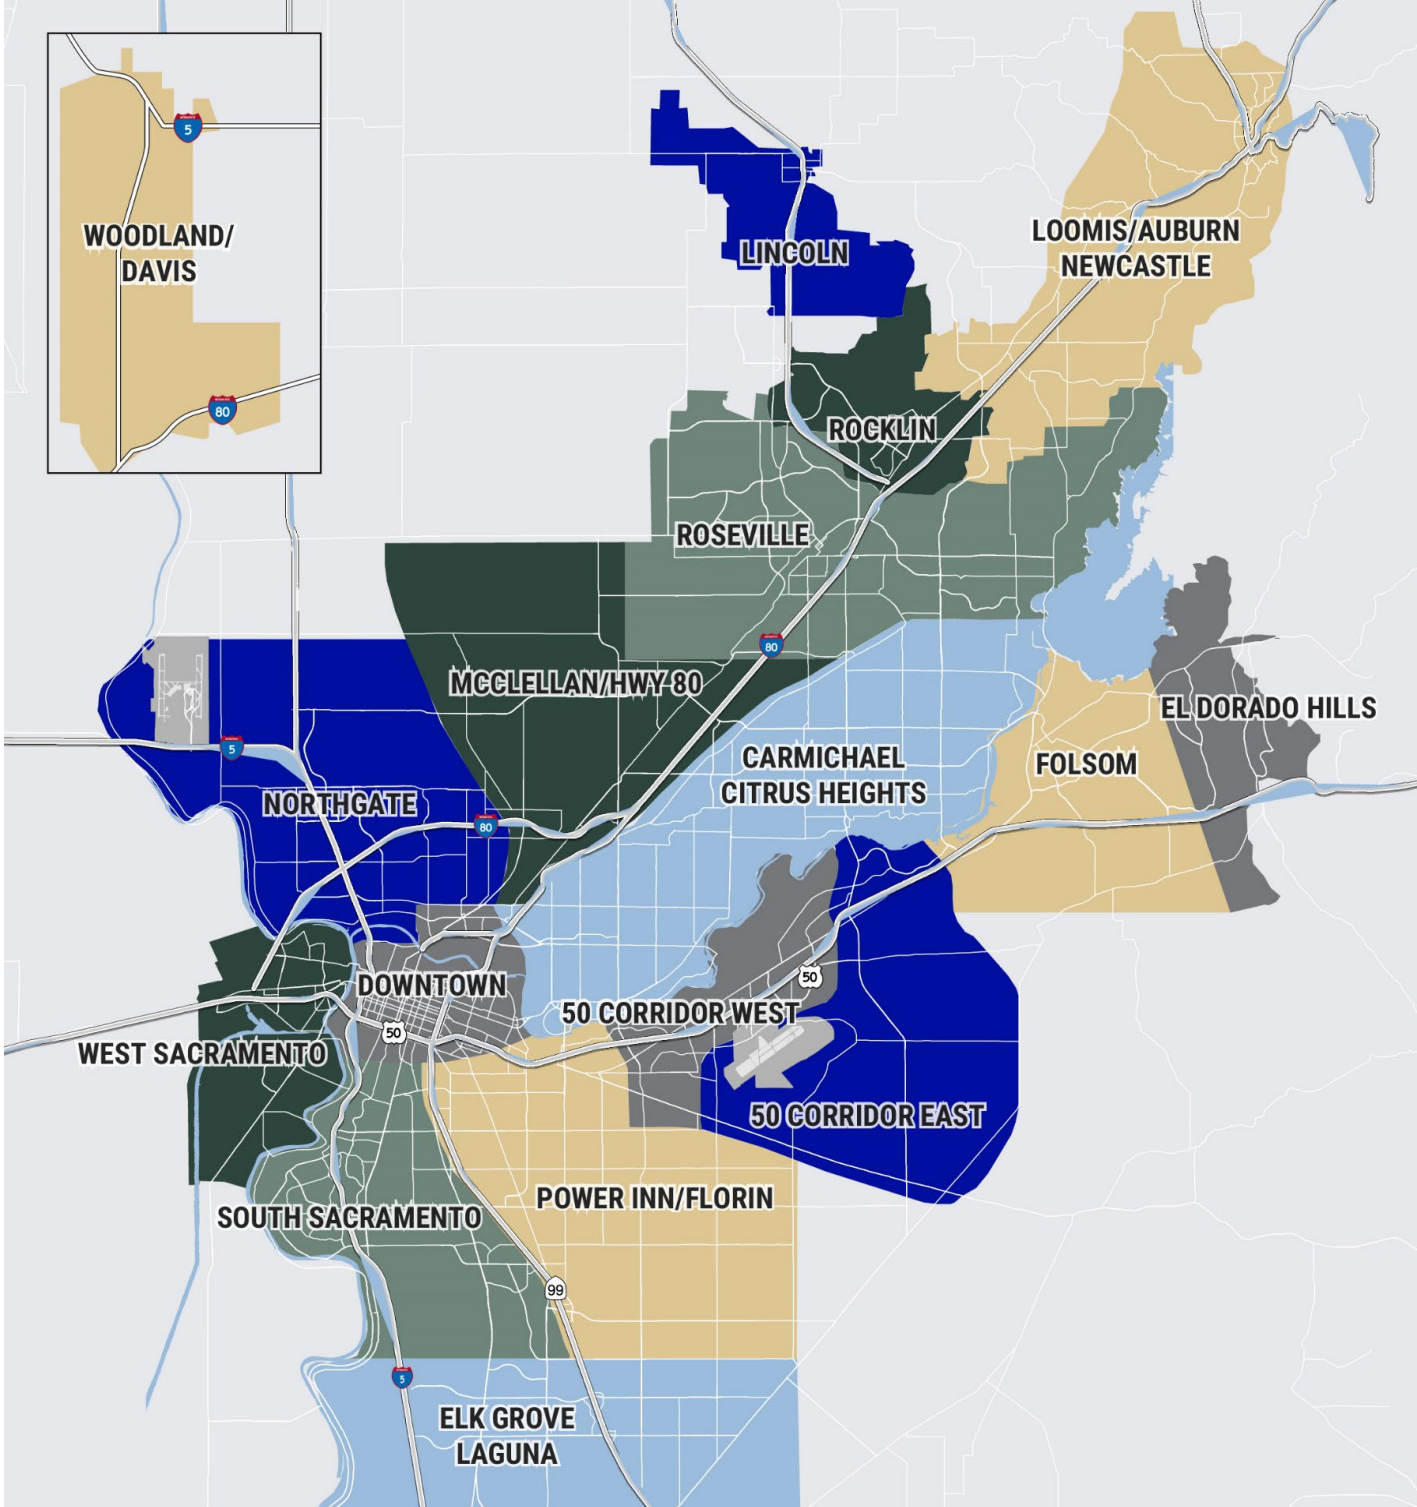 5
WOODLAND/
DAVIS
80
LINCOLN
LOOMIS/AUBURN
NEWCASTLE
ROCKLIN
ROSEVILLE
80
MCCLELLAN/HWY 80
EL DORADO HILLS
5
CARMICHAEL
CITRUS HEIGHTS
FOLSOM
NORTHGATE
80
DOWNTOWN
50
50 CORRIDOR WEST
50
WEST SACRAMENTO
50 CORRIDOR EAST
POWER INN/FLORIN
SOUTH SACRAMENTO
99
5
ELK GROVE
LAGUNA